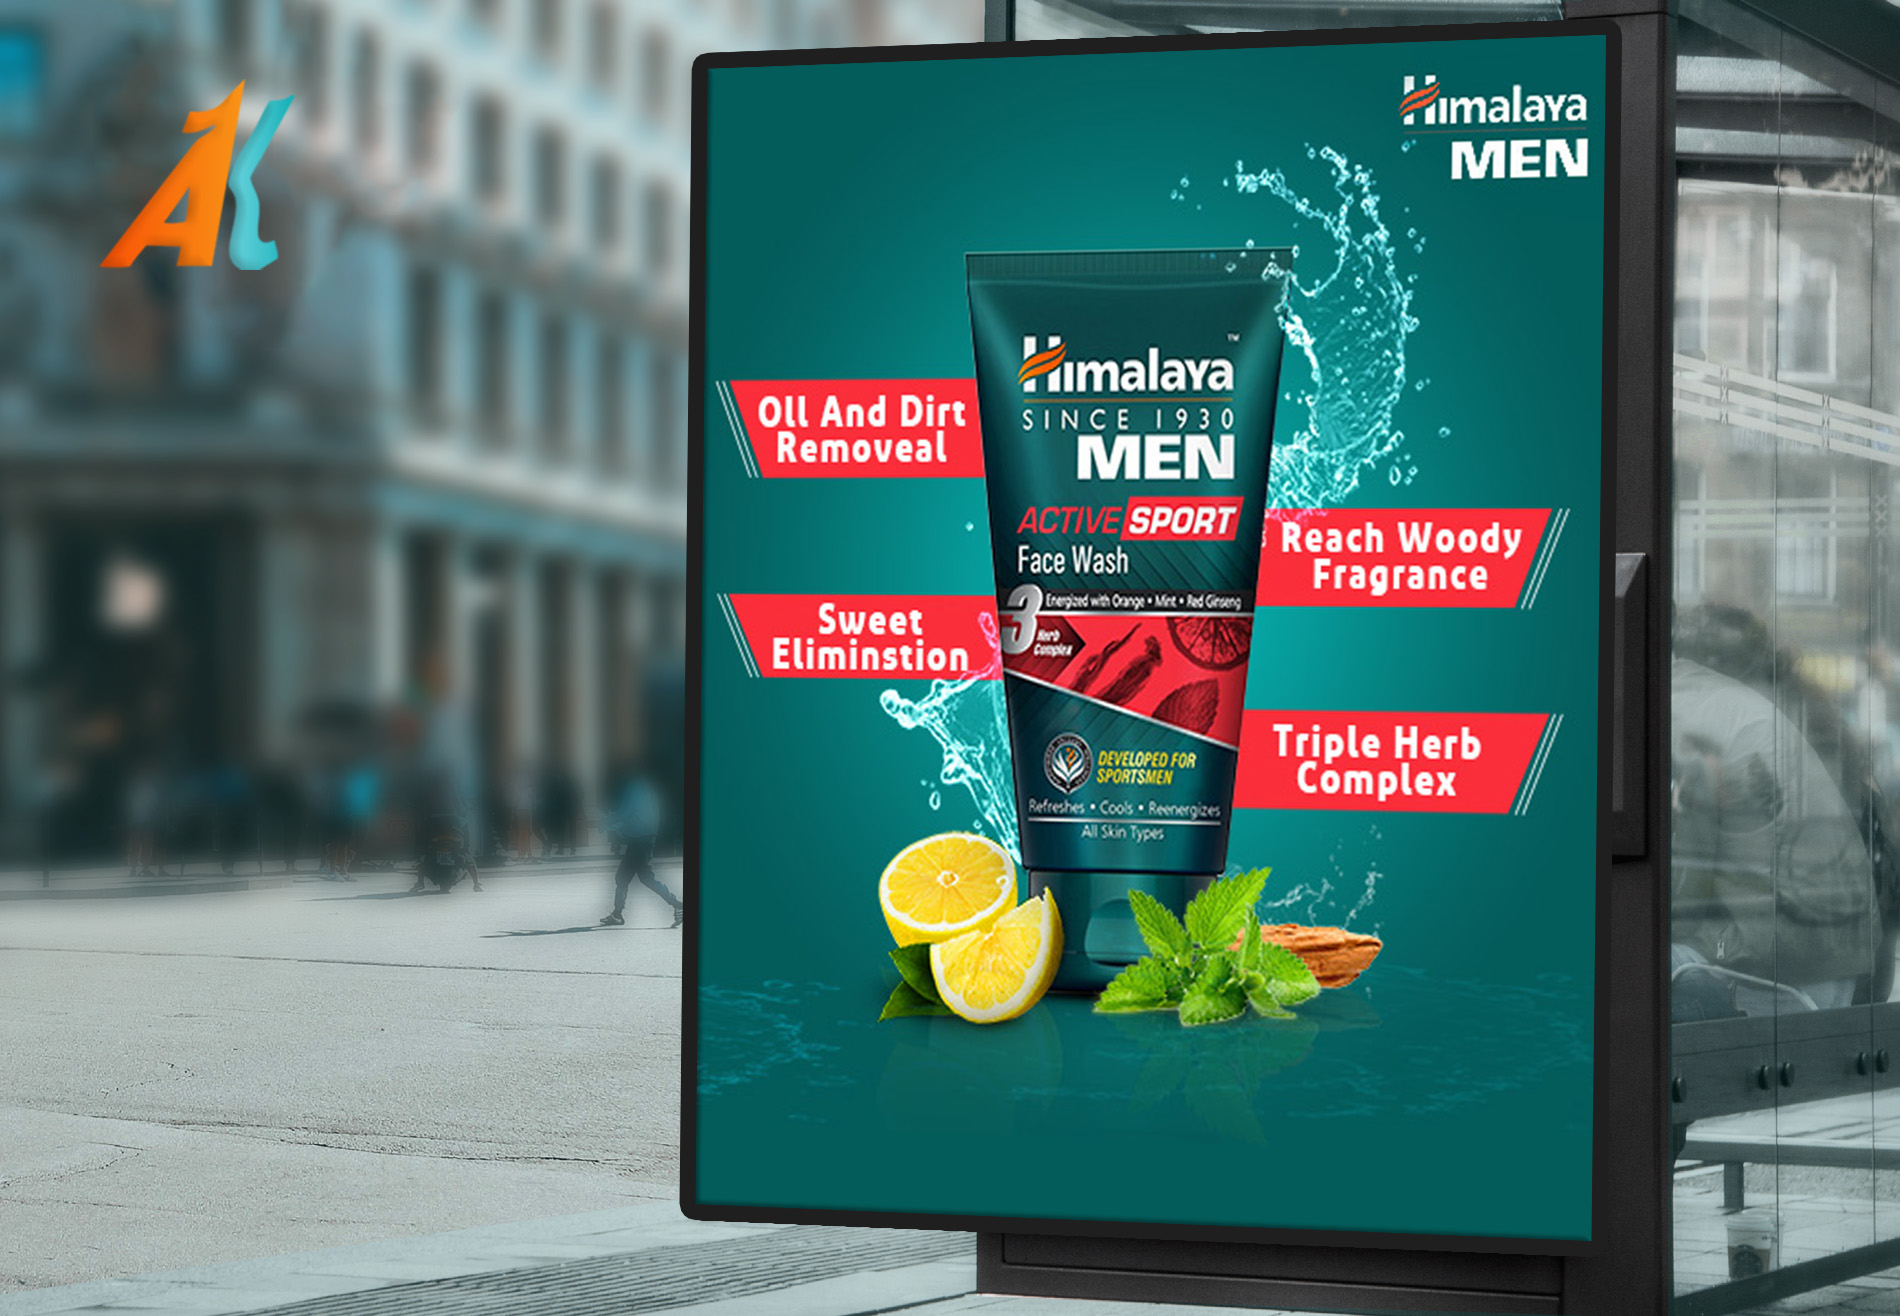 AK
Himalaya
MEN
Himalaya™
SINCE 1930
MEN
ACTIVE SPORT
Face Wash
3 Energized with Orange • Mint • Red Ginseng
Herb
Complex
DEVELOPED FOR
SPORTSMEN
Refreshes • Cools • Reenergizes
All Skin Types
Oll And Dirt
Removeal
Sweet
Eliminstion
Reach Woody
Fragrance
Triple Herb
Complex